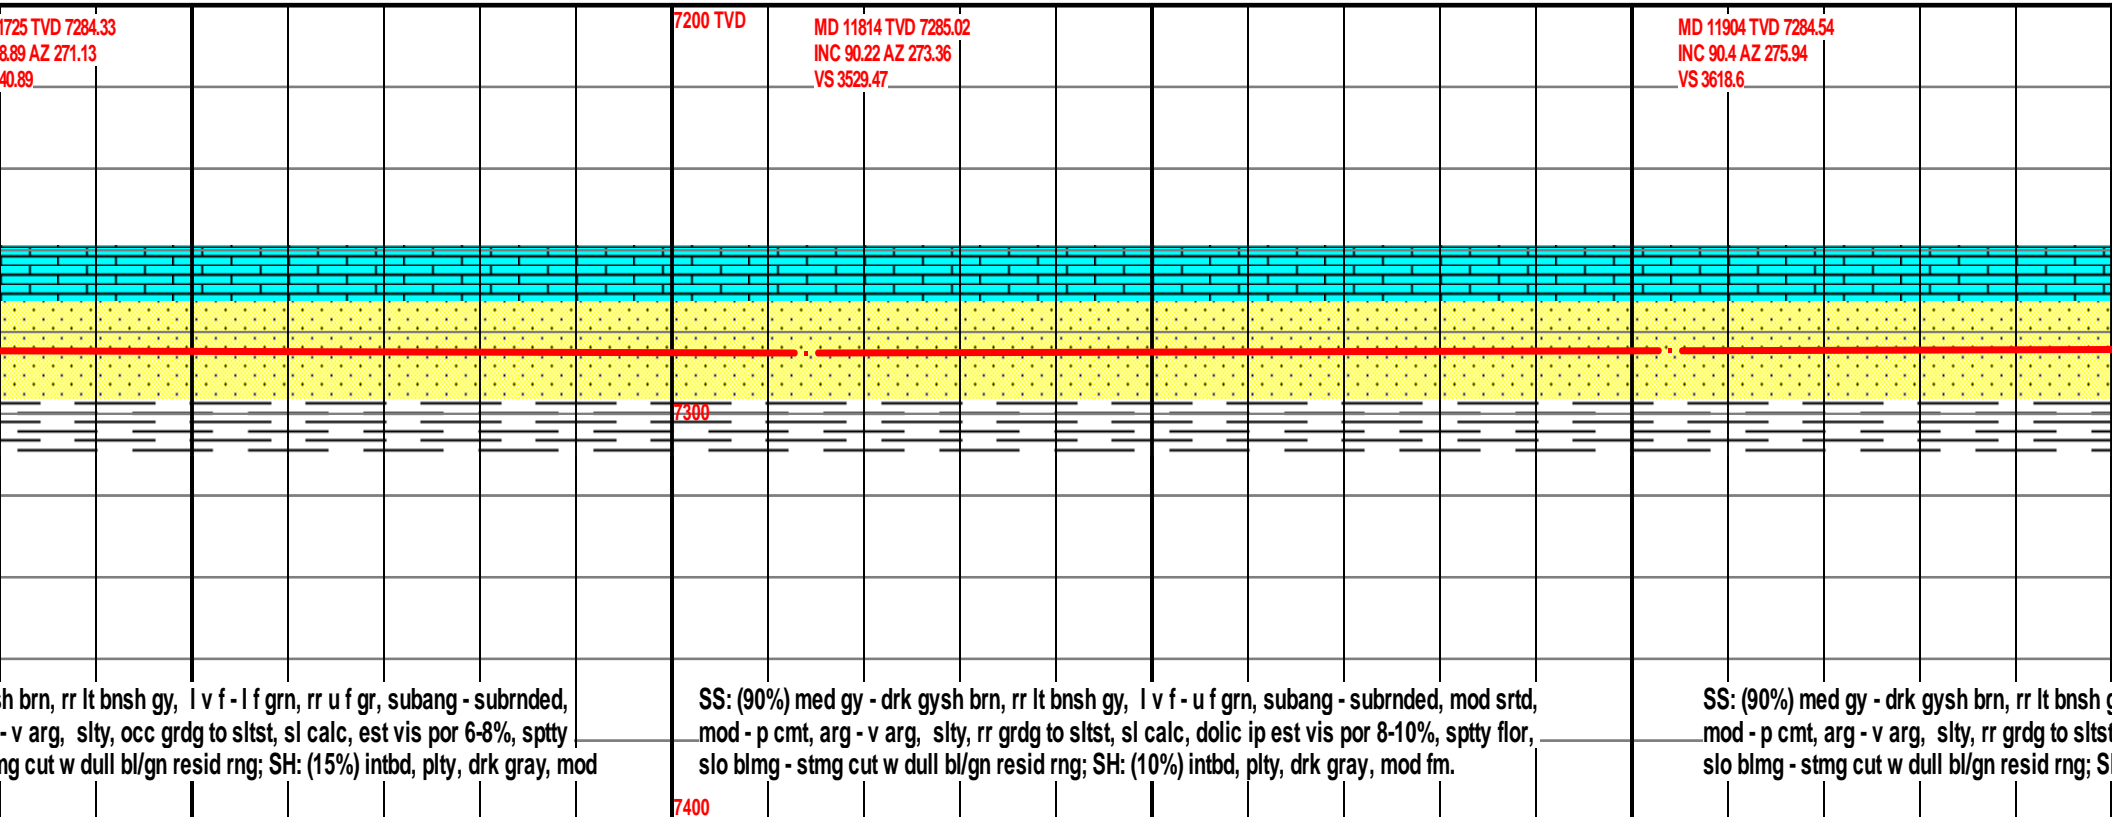 1725 TVD 7284.33
8.89 AZ 271.13
40.89
7200 TVD
MD 11814 TVD 7285.02
INC 90.22 AZ 273.36
VS 3529.47
MD 11904 TVD 7284.54
INC 90.4 AZ 275.94
VS 3618.6
7300
h brn, rr lt bnsh gy, l v f - l f grn, rr u f gr, subang - subrnded,
- v arg, slty, occ grdg to sltst, sl calc, est vis por 6-8%, sptty
ng cut w dull bl/gn resid rng; SH: (15%) intbd, plty, drk gray, mod
SS: (90%) med gy - drk gysh brn, rr lt bnsh gy, l v f - u f grn, subang - subrnded, mod srtd,
mod - p cmt, arg - v arg, slty, rr grdg to sltst, sl calc, dolic ip est vis por 8-10%, sptty flor,
slo blmg - stmg cut w dull bl/gn resid rng; SH: (10%) intbd, plty, drk gray, mod fm.
SS: (90%) med gy - drk gysh brn, rr lt bnsh g
mod - p cmt, arg - v arg, slty, rr grdg to sltst
slo blmg - stmg cut w dull bl/gn resid rng; S
7400